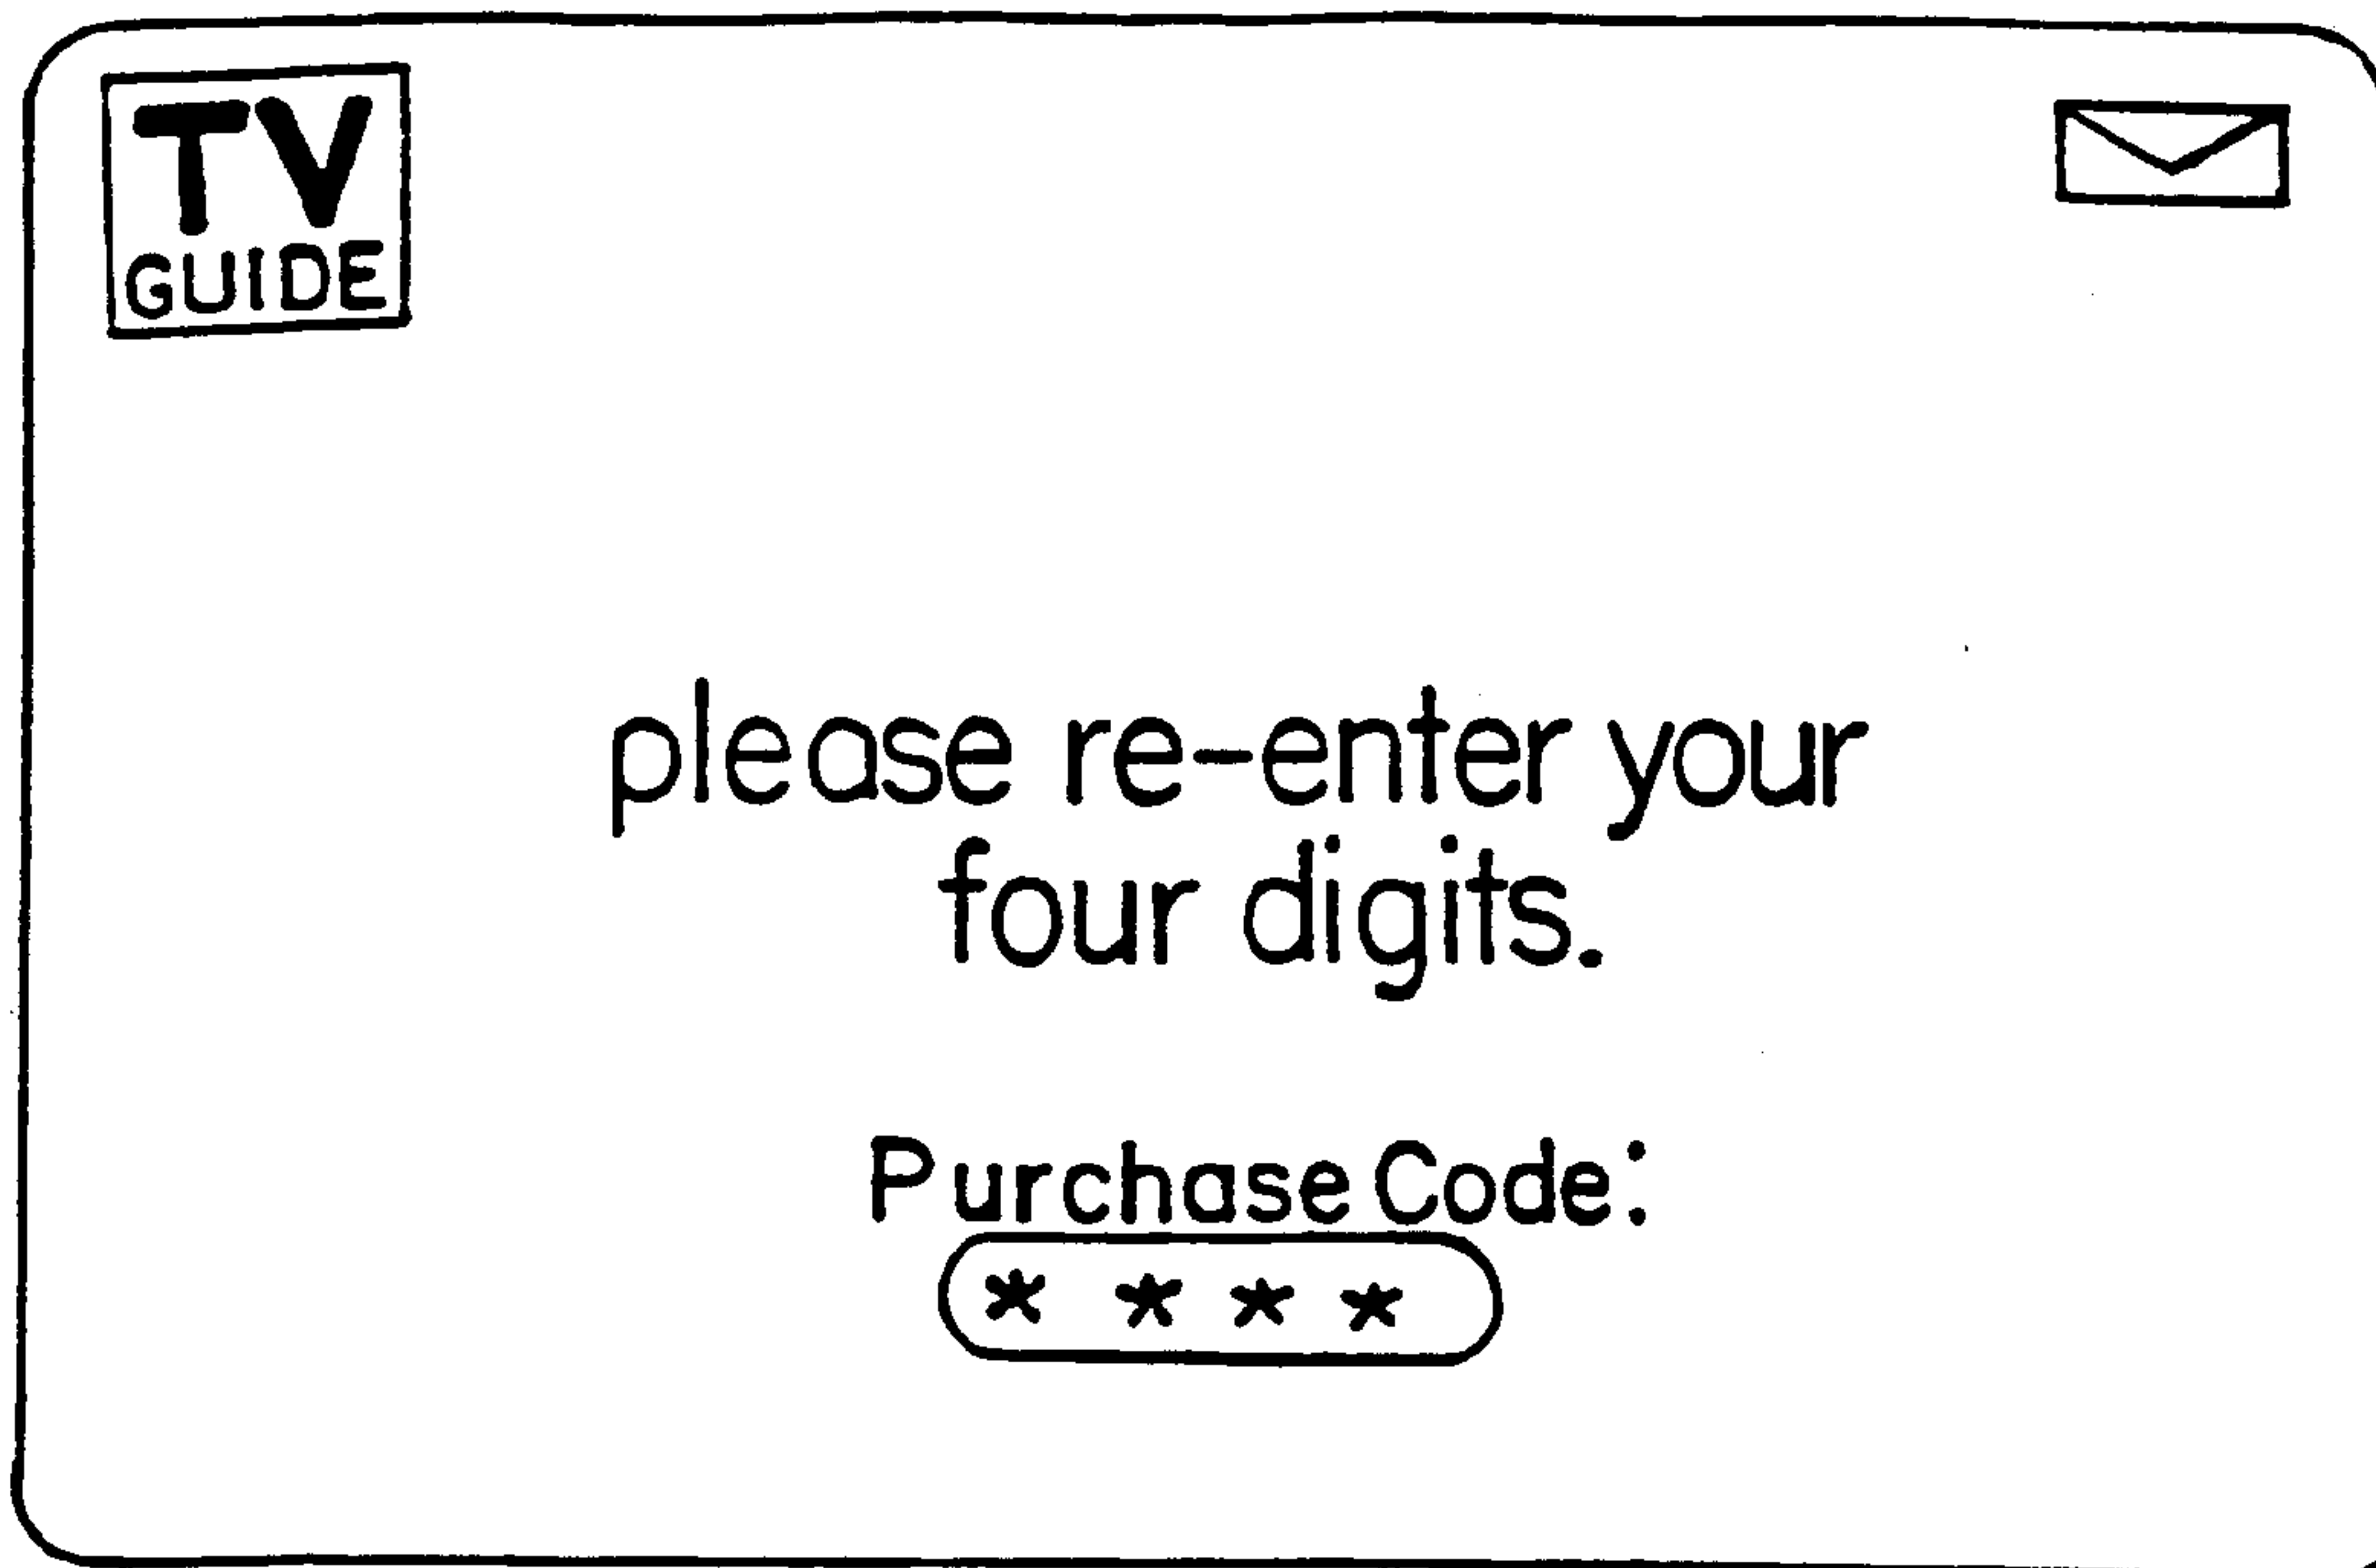 TV
GUIDE
please re-enter your
four digits.
Purchase Code:
* * * *